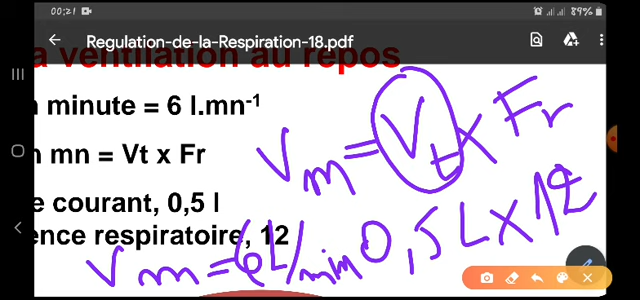 00:21 89%
Regulation-de-la-Respiration-18.pdf
a ventilation au repos
n minute = 6 l.mn-1
n mn = Vt x Fr
Vm = Vt x Fr
e courant, 0,5 l
ence respiratoire, 12
0,5 L x 12
Vm = 6L/min